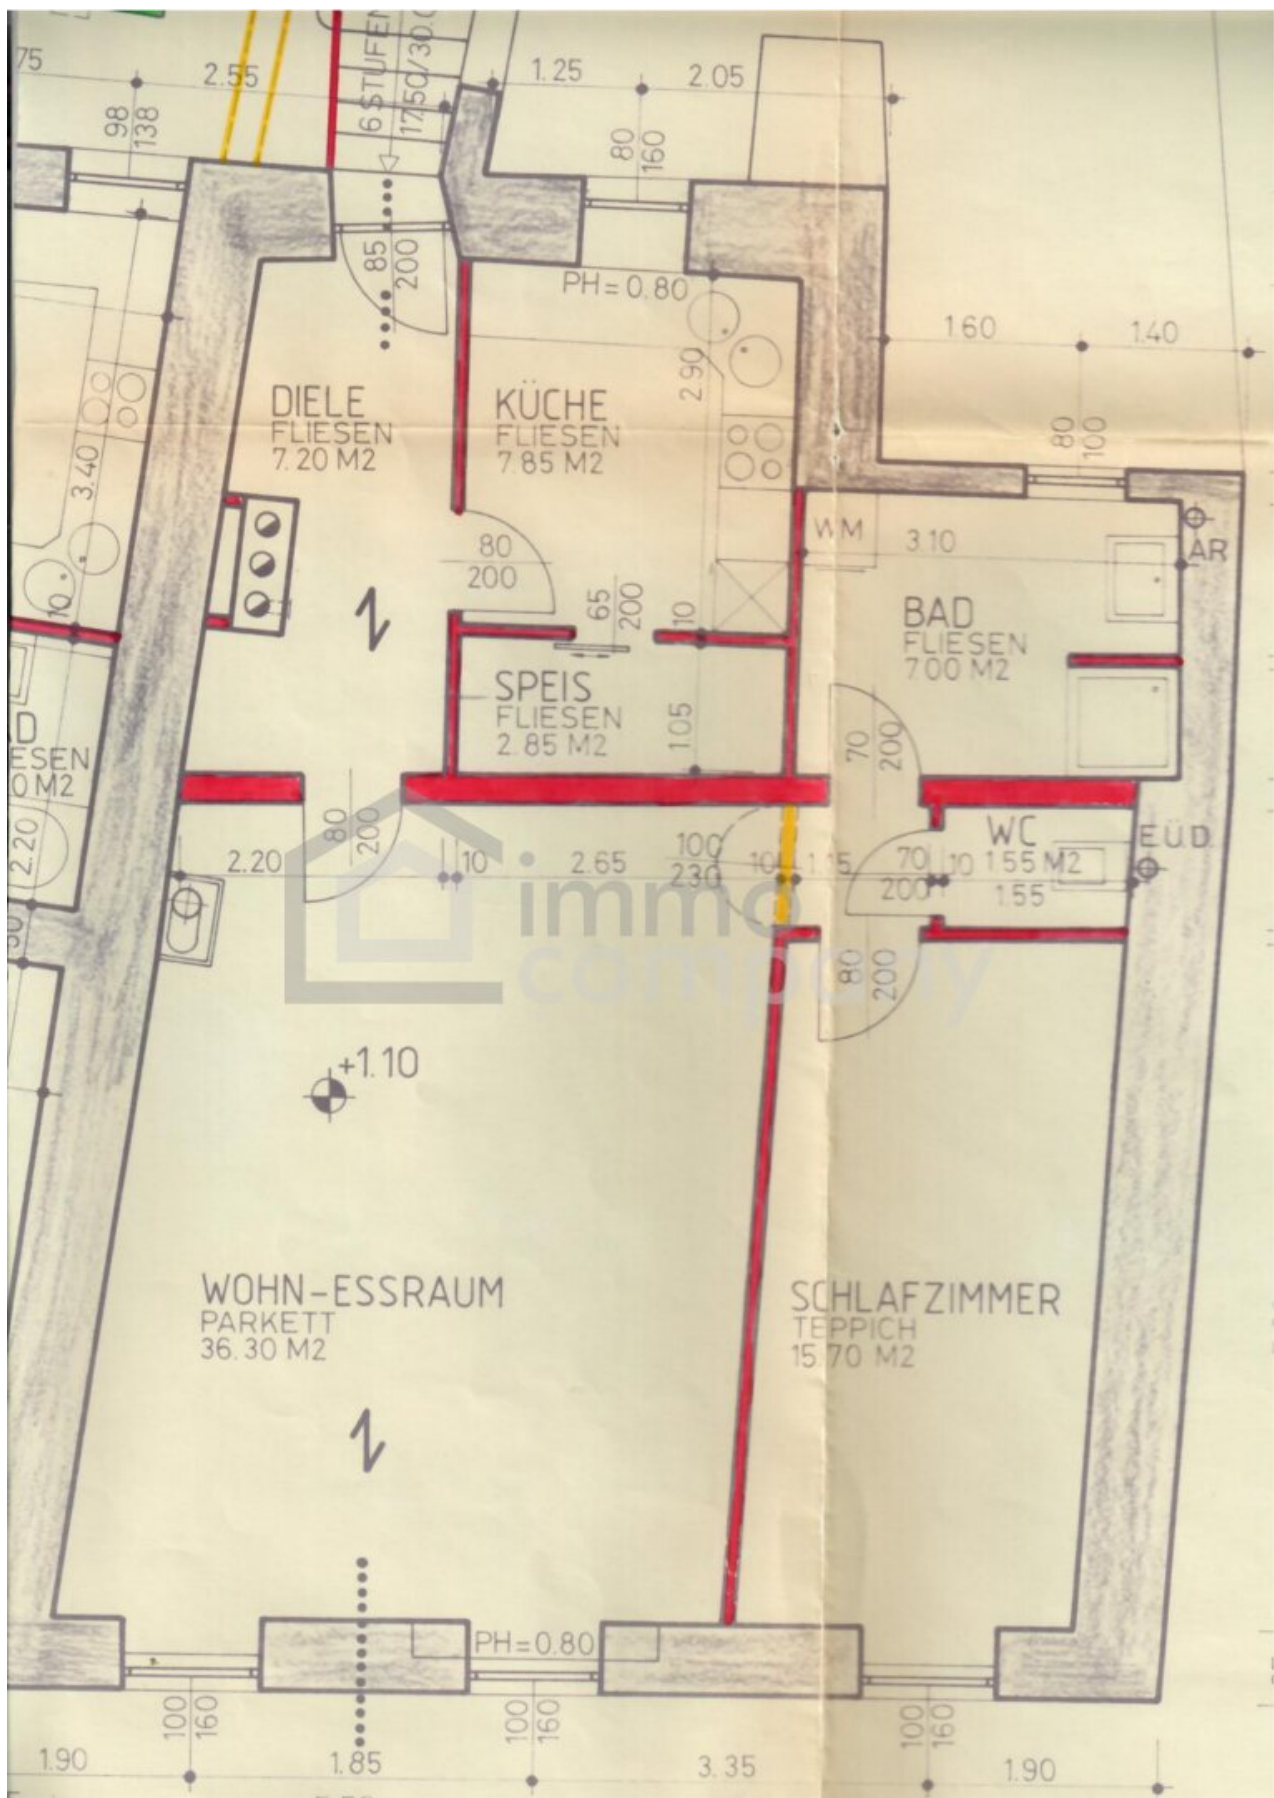 75
2.55
6 STUFEN
17.50/30.0
1.25
2.05
98
138
80
160
85
200
PH=0.80
1.60
1.40
2.90
80
100
DIELE
FLIESEN
7.20 M2
KÜCHE
FLIESEN
7.85 M2
3.40
WM
3.10
AR
80
200
65
200
10
10
BAD
FLIESEN
7.00 M2
SPEIS
FLIESEN
2.85 M2
1.05
70
200
D
ESEN
0 M2
2.20
80
200
2.20
10
2.65
100
230
10
1.15
70
200
10
WC
1.55 M2
1.55
EÜD
immo
company
50
80
200
+1.10
WOHN-ESSRAUM
PARKETT
36.30 M2
SCHLAFZIMMER
TEPPICH
15.70 M2
PH=0.80
100
160
100
160
100
160
1.90
1.85
3.35
1.90